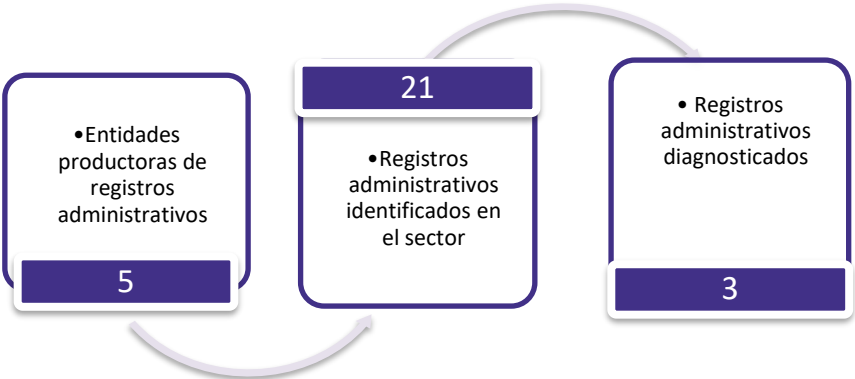 •Entidades
productoras de
registros
administrativos
5
21
•Registros
administrativos
identificados en
el sector
• Registros
administrativos
diagnosticados
3